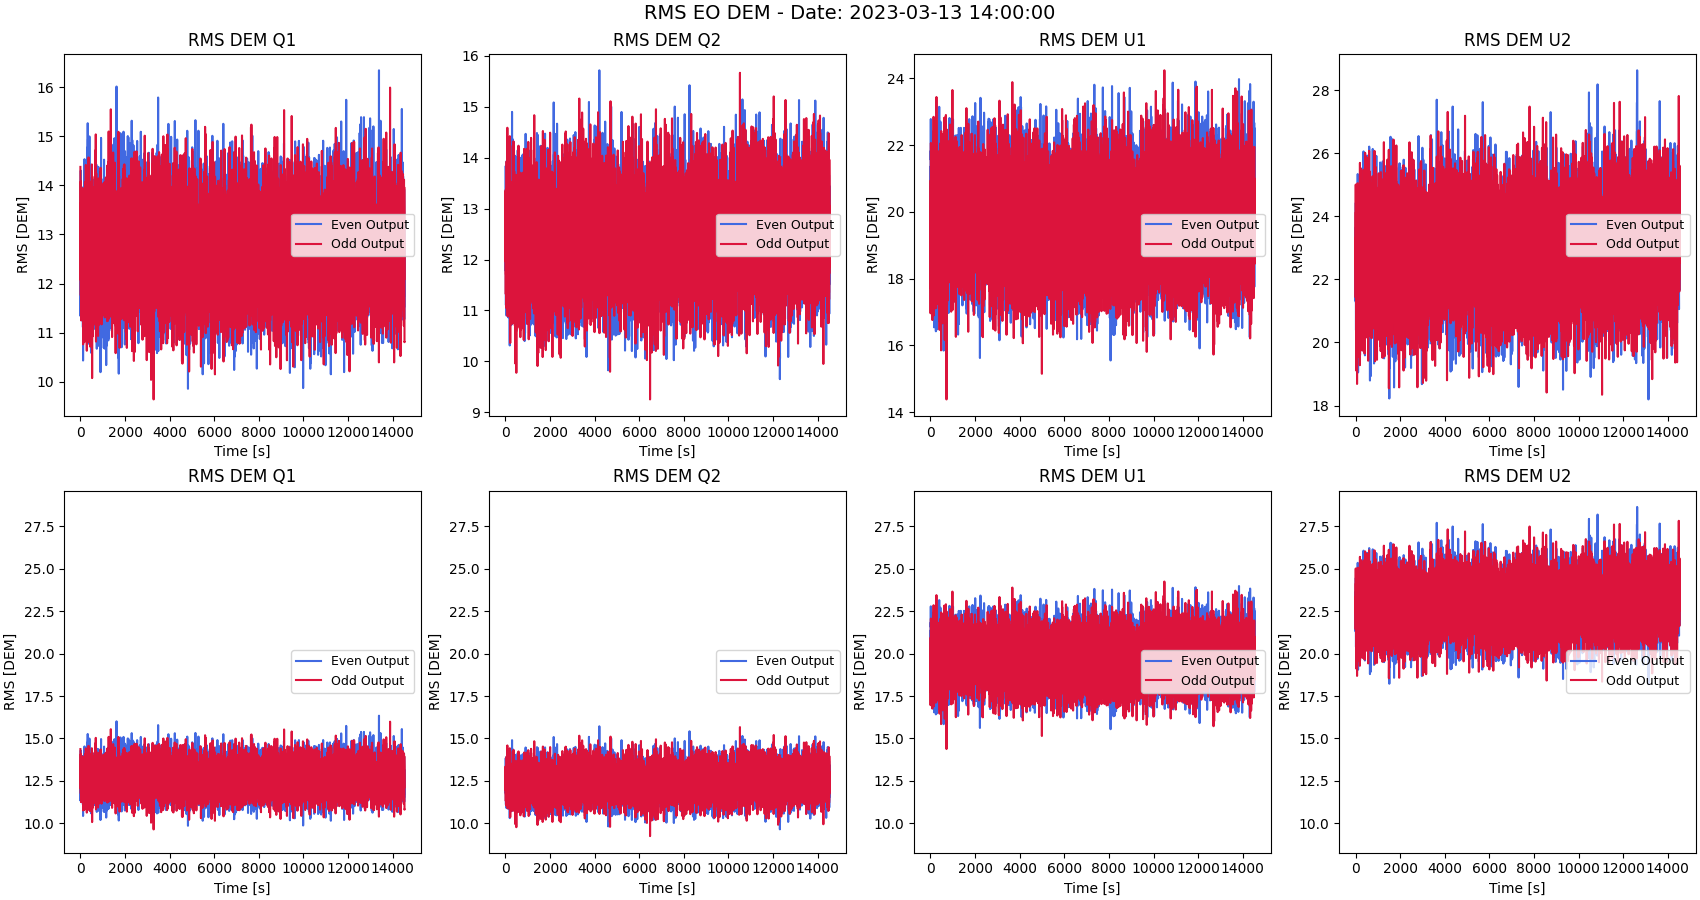 RMS EO DEM - Date: 2023-03-13 14:00:00
RMS DEM Q1
RMS [DEM]
16
15
14
13
12
11
10
Even Output
Odd Output
0 2000 4000 6000 8000 10000 12000 14000
Time [s]
RMS DEM Q2
RMS [DEM]
16
15
14
13
12
11
10
9
Even Output
Odd Output
0 2000 4000 6000 8000 10000 12000 14000
Time [s]
RMS DEM U1
RMS [DEM]
24
22
20
18
16
14
Even Output
Odd Output
0 2000 4000 6000 8000 10000 12000 14000
Time [s]
RMS DEM U2
RMS [DEM]
28
26
24
22
20
18
Even Output
Odd Output
0 2000 4000 6000 8000 10000 12000 14000
Time [s]
RMS DEM Q1
RMS [DEM]
27.5
25.0
22.5
20.0
17.5
15.0
12.5
10.0
Even Output
Odd Output
0 2000 4000 6000 8000 10000 12000 14000
Time [s]
RMS DEM Q2
RMS [DEM]
27.5
25.0
22.5
20.0
17.5
15.0
12.5
10.0
Even Output
Odd Output
0 2000 4000 6000 8000 10000 12000 14000
Time [s]
RMS DEM U1
RMS [DEM]
27.5
25.0
22.5
20.0
17.5
15.0
12.5
10.0
Even Output
Odd Output
0 2000 4000 6000 8000 10000 12000 14000
Time [s]
RMS DEM U2
RMS [DEM]
27.5
25.0
22.5
20.0
17.5
15.0
12.5
10.0
Even Output
Odd Output
0 2000 4000 6000 8000 10000 12000 14000
Time [s]